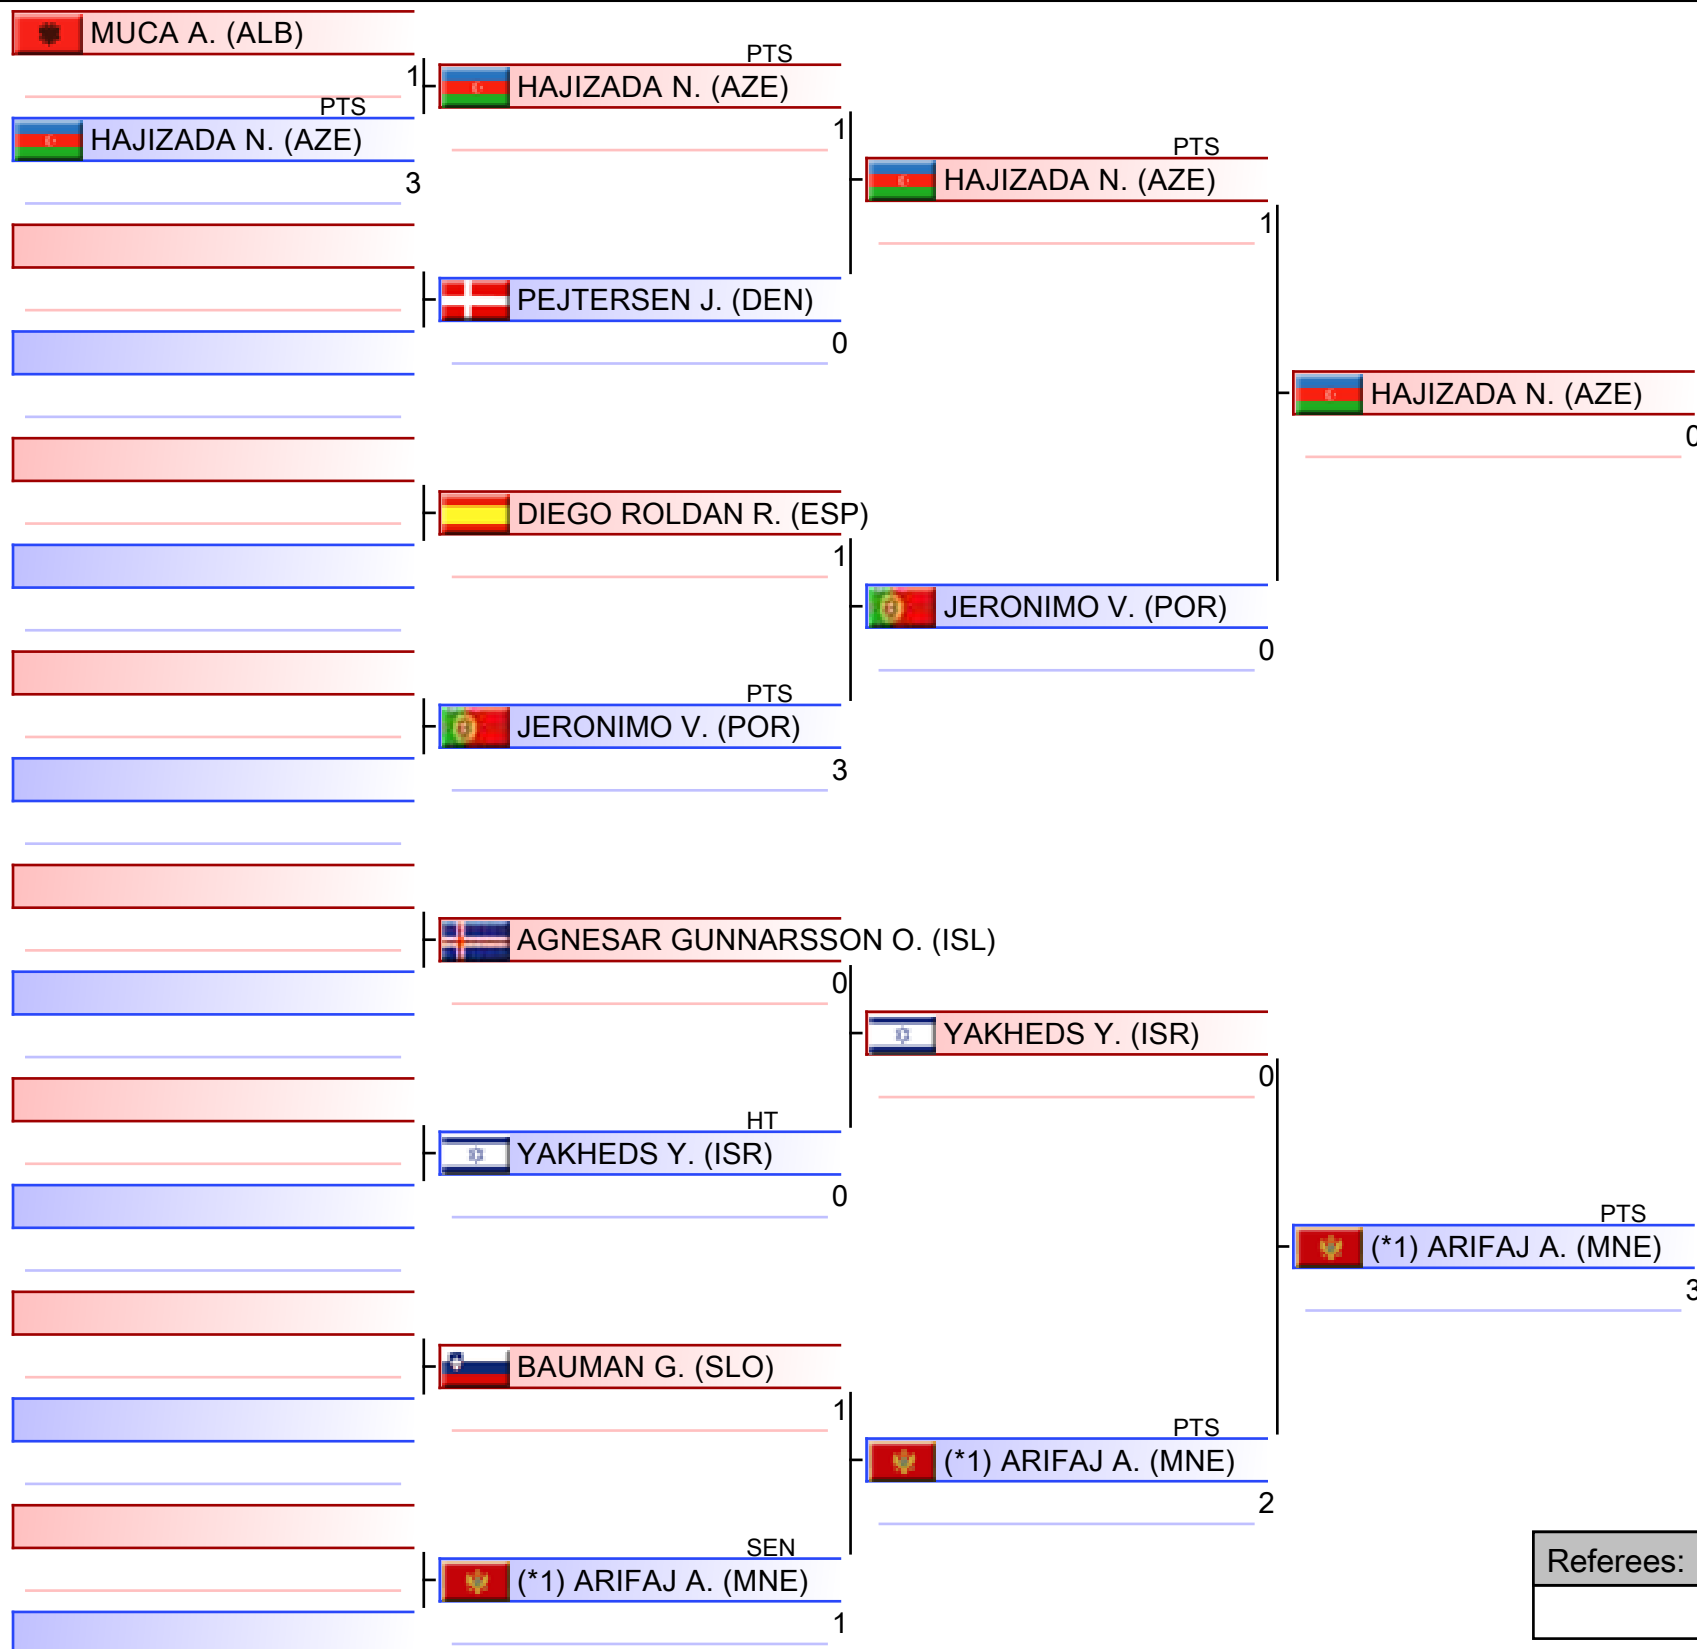 MUCA A. (ALB)
1
PTS
HAJIZADA N. (AZE)
3
PTS
HAJIZADA N. (AZE)
1
PEJTERSEN J. (DEN)
0
DIEGO ROLDAN R. (ESP)
1
PTS
JERONIMO V. (POR)
3
AGNESAR GUNNARSSON O. (ISL)
0
HT
YAKHEDS Y. (ISR)
0
BAUMAN G. (SLO)
1
SEN
(*1) ARIFAJ A. (MNE)
1
PTS
HAJIZADA N. (AZE)
1
JERONIMO V. (POR)
0
YAKHEDS Y. (ISR)
0
PTS
(*1) ARIFAJ A. (MNE)
2
HAJIZADA N. (AZE)
0
PTS
(*1) ARIFAJ A. (MNE)
3
Referees: